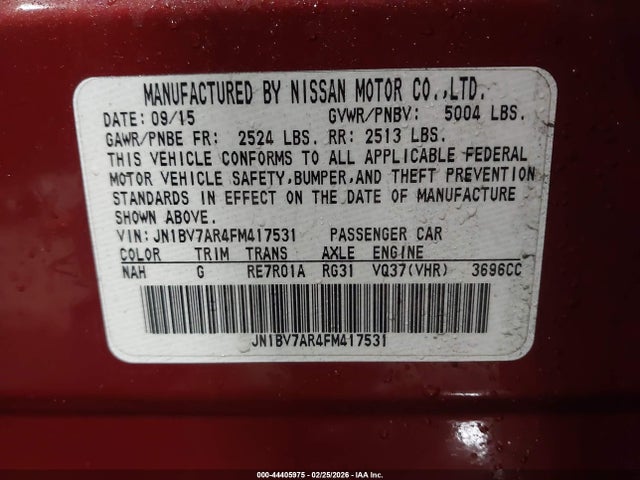 MANUFACTURED BY NISSAN MOTOR CO.,LTD.
DATE: 09/15 GVWR/PNBV: 5004 LBS.
GAWR/PNBE FR: 2524 LBS. RR: 2513 LBS.
THIS VEHICLE CONFORMS TO ALL APPLICABLE FEDERAL
MOTOR VEHICLE SAFETY,BUMPER,AND THEFT PREVENTION
STANDARDS IN EFFECT ON THE DATE OF MANUFACTURE
SHOWN ABOVE.
VIN: JN1BV7AR4FM417531 PASSENGER CAR
COLOR TRIM TRANS AXLE ENGINE
NAH G RE7R01A RG31 VQ37(VHR) 3696CC
JN1BV7AR4FM417531
000-44405975 - 02/25/2026 - IAA Inc.